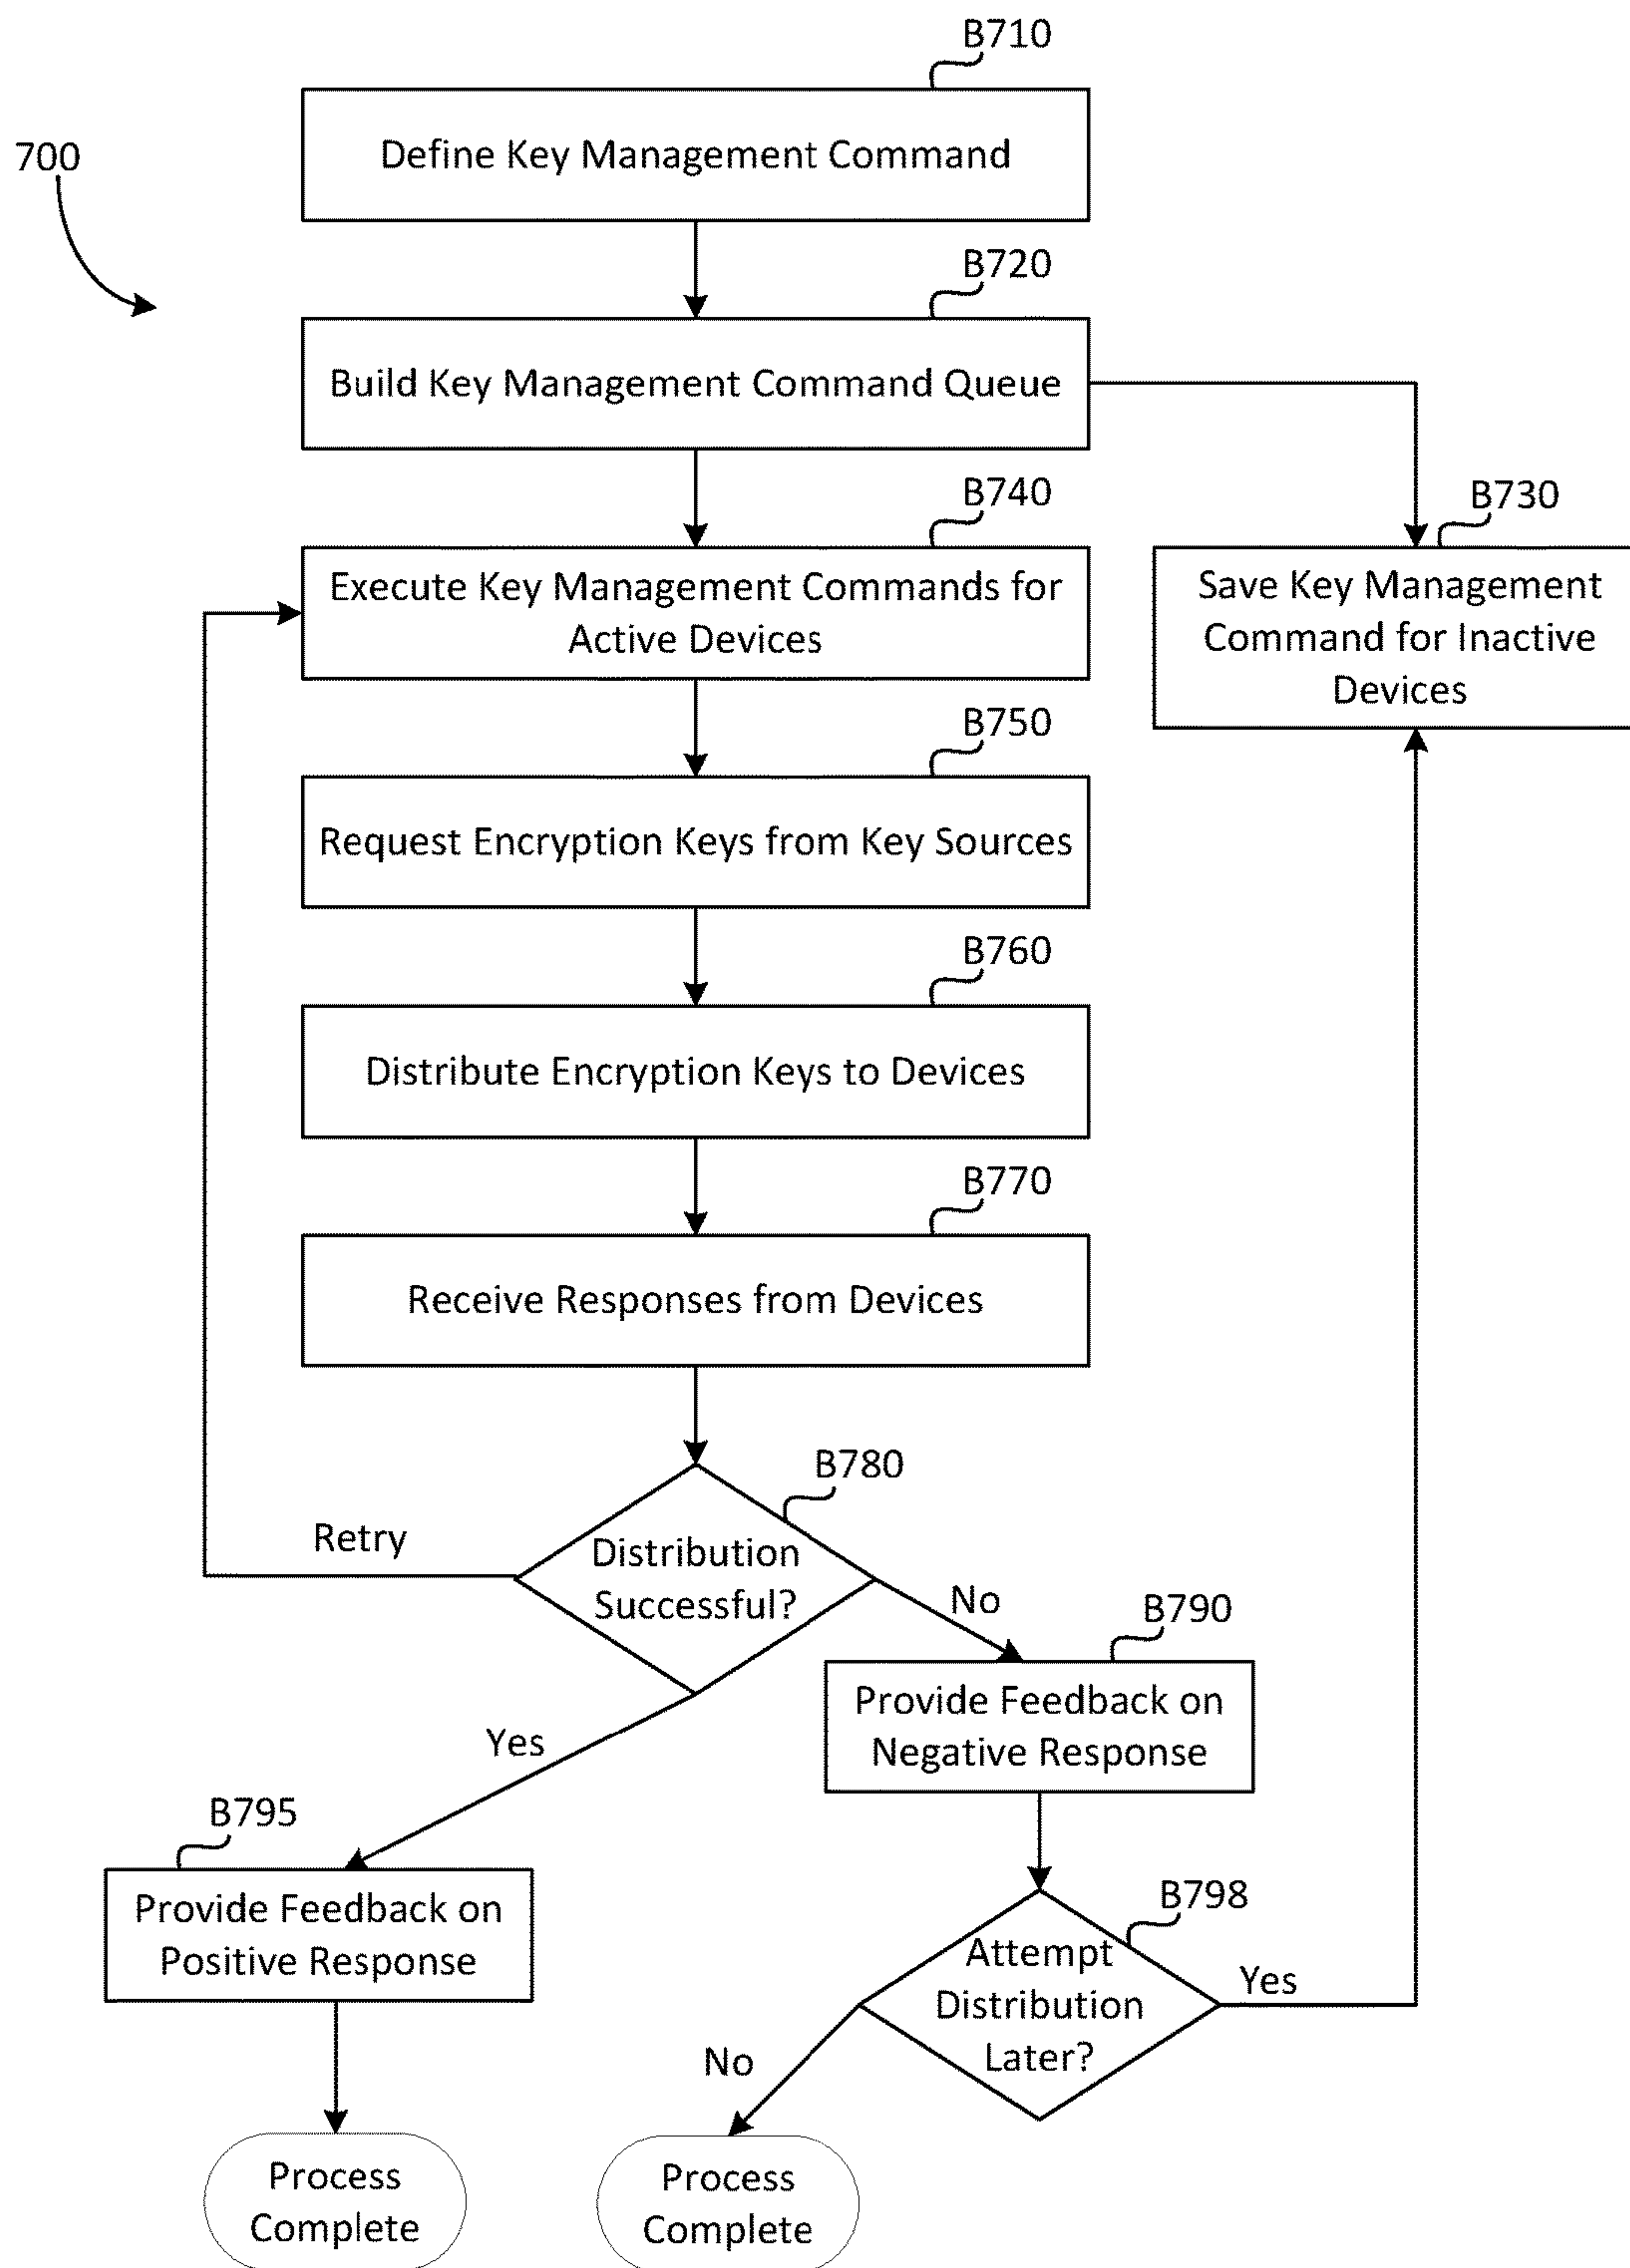 B710
700
Define Key Management Command
B720
Build Key Management Command Queue
B740
B730
Execute Key Management Commands for
Active Devices
Save Key Management
Command for Inactive
Devices
B750
Request Encryption Keys from Key Sources
B760
Distribute Encryption Keys to Devices
B770
Receive Responses from Devices
B780
Retry
Distribution
Successful?
No
B790
Provide Feedback on
Negative Response
Yes
B795
Provide Feedback on
Positive Response
B798
Attempt
Distribution
Later?
Yes
No
Process
Complete
Process
Complete